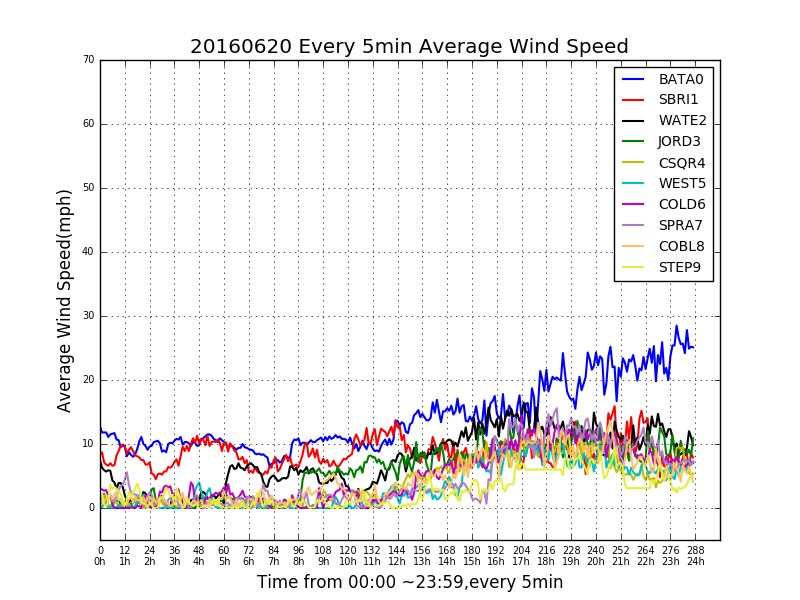 20160620 Every 5min Average Wind Speed
70
60
50
40
30
20
10
0
Average Wind Speed(mph)
BATA0
SBRI1
WATE2
JORD3
CSQR4
WEST5
COLD6
SPRA7
COBL8
STEP9
0 12 24 36 48 60 72 84 96 108 120 132 144 156 168 180 192 204 216 228 240 252 264 276 288
0h 1h 2h 3h 4h 5h 6h 7h 8h 9h 10h 11h 12h 13h 14h 15h 16h 17h 18h 19h 20h 21h 22h 23h 24h
Time from 00:00 ~23:59,every 5min